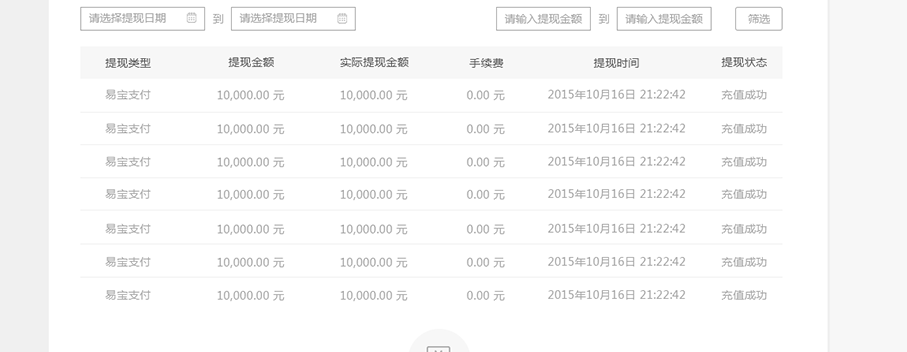 请选择提现日期 到 请选择提现日期 请输入提现金额 到 请输入提现金额 筛选
提现类型 提现金额 实际提现金额 手续费 提现时间 提现状态
易宝支付 10,000.00 元 10,000.00 元 0.00 元 2015年10月16日 21:22:42 充值成功
易宝支付 10,000.00 元 10,000.00 元 0.00 元 2015年10月16日 21:22:42 充值成功
易宝支付 10,000.00 元 10,000.00 元 0.00 元 2015年10月16日 21:22:42 充值成功
易宝支付 10,000.00 元 10,000.00 元 0.00 元 2015年10月16日 21:22:42 充值成功
易宝支付 10,000.00 元 10,000.00 元 0.00 元 2015年10月16日 21:22:42 充值成功
易宝支付 10,000.00 元 10,000.00 元 0.00 元 2015年10月16日 21:22:42 充值成功
易宝支付 10,000.00 元 10,000.00 元 0.00 元 2015年10月16日 21:22:42 充值成功